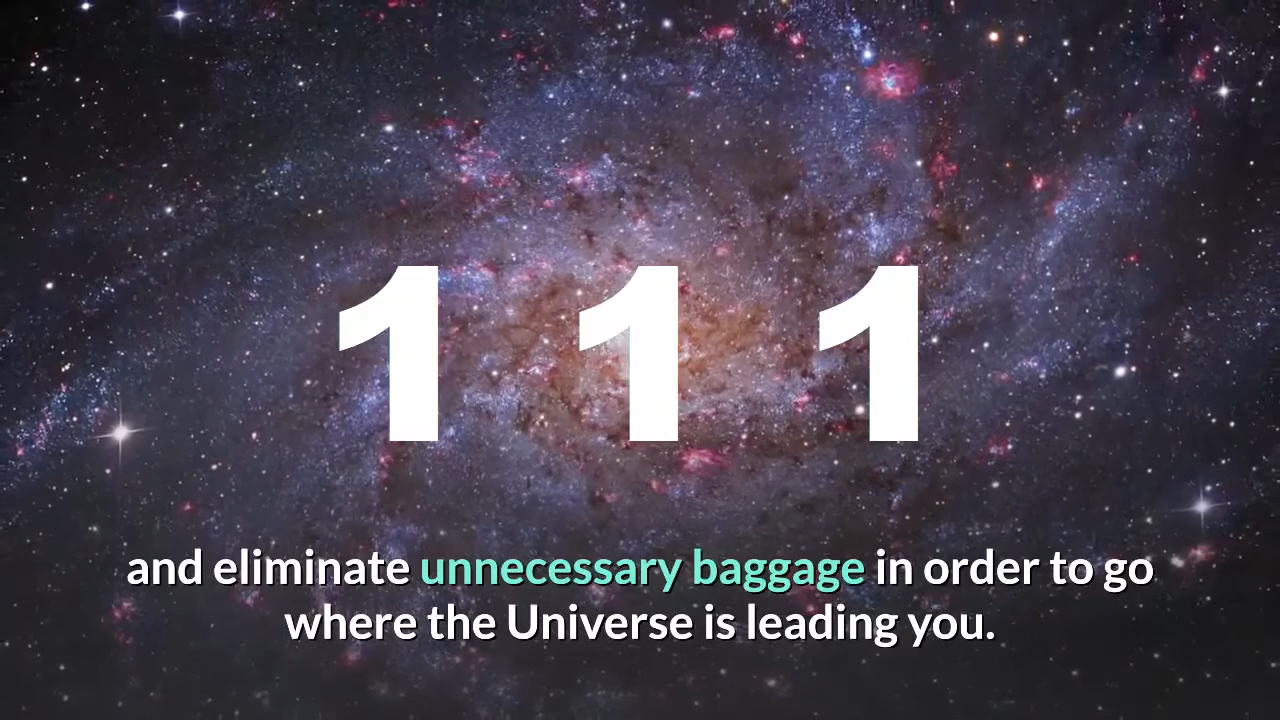 1 1 1
and eliminate unnecessary baggage in order to go
where the Universe is leading you.